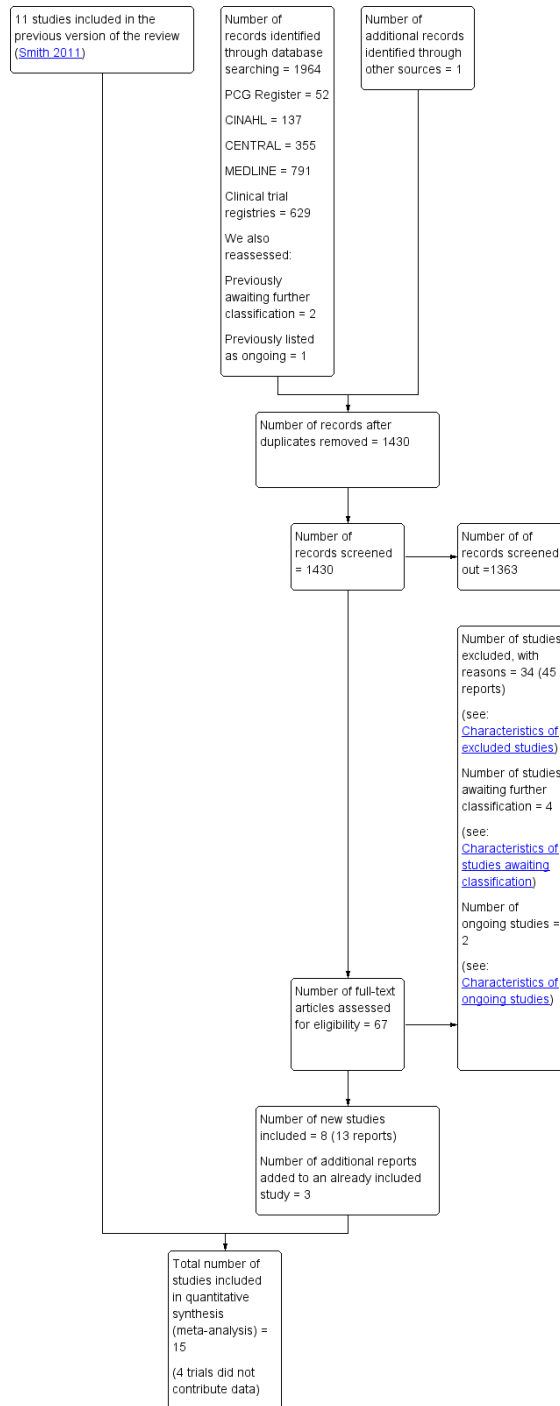 11 studies included in the
previous version of the review
(Smith 2011)
Number of
records identified
through database
searching = 1964
PCG Register = 52
CINAHL = 137
CENTRAL = 355
MEDLINE = 791
Clinical trial
registries = 629
We also
reassessed:
Previously
awaiting further
classification = 2
Previously listed
as ongoing = 1
Number of
additional records
identified through
other sources = 1
Number of records after
duplicates removed = 1430
Number of
records screened
= 1430
Number of of
records screened
out =1363
Number of studies
excluded, with
reasons = 34 (45
reports)
(see:
Characteristics of
excluded studies)
Number of studies
awaiting further
classification = 4
(see:
Characteristics of
studies awaiting
classification)
Number of
ongoing studies =
2
(see:
Characteristics of
ongoing studies)
Number of full-text
articles assessed
for eligibility = 67
Number of new studies
included = 8 (13 reports)
Number of additional reports
added to an already included
study = 3
Total number of
studies included
in quantitative
synthesis
(meta-analysis) =
15
(4 trials did not
contribute data)